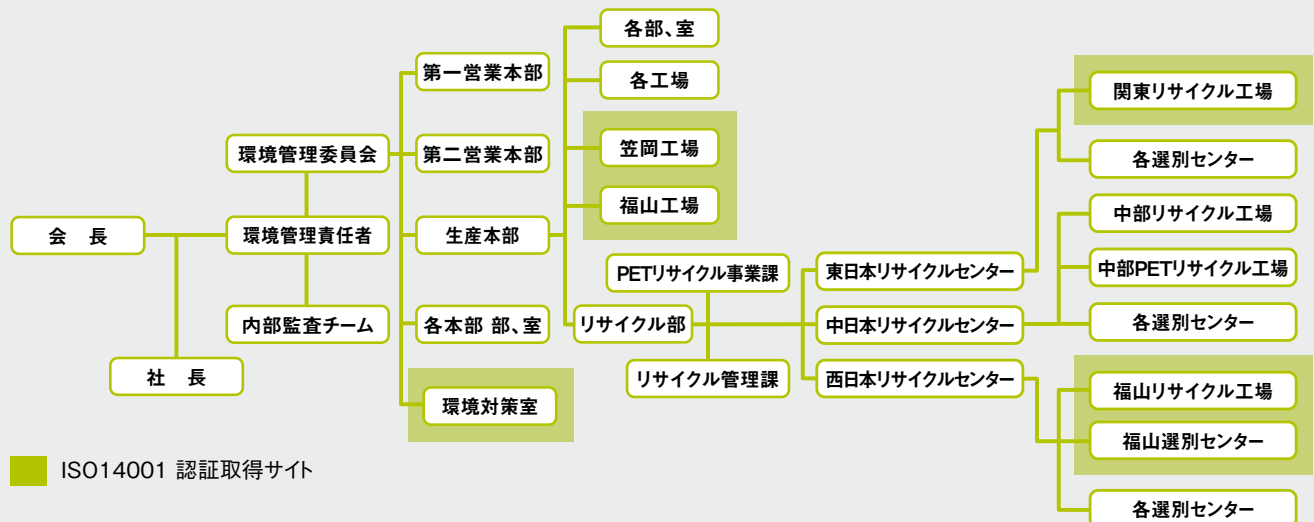 会　長
社　長
環境管理委員会
環境管理責任者
内部監査チーム
第一営業本部
第二営業本部
生産本部
各本部 部、室
環境対策室
各部、室
各工場
笠岡工場
福山工場
リサイクル部
PETリサイクル事業課
リサイクル管理課
東日本リサイクルセンター
中日本リサイクルセンター
西日本リサイクルセンター
関東リサイクル工場
各選別センター
中部リサイクル工場
中部PETリサイクル工場
各選別センター
福山リサイクル工場
福山選別センター
各選別センター
ISO14001 認証取得サイト